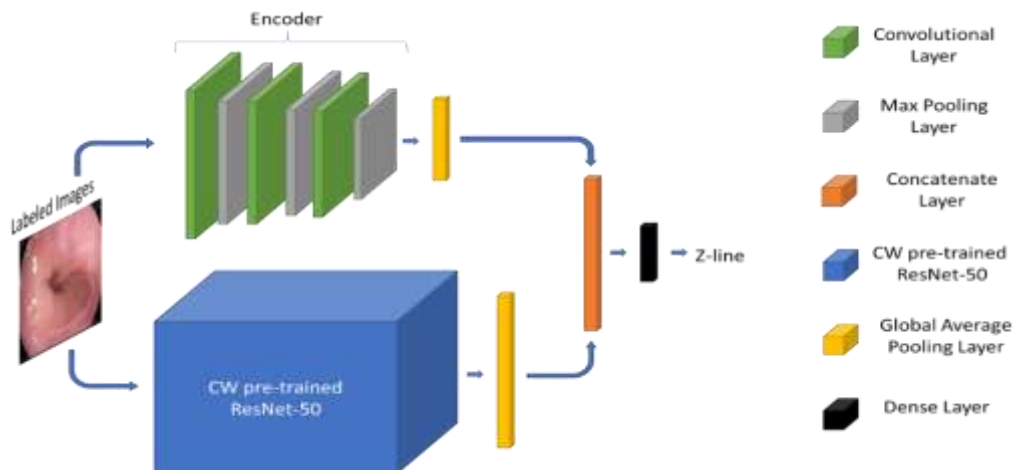 Encoder
Labeled Images
CW pre-trained
ResNet-50
Z-line
Convolutional
Layer
Max Pooling
Layer
Concatenate
Layer
CW pre-trained
ResNet-50
Global Average
Pooling Layer
Dense Layer